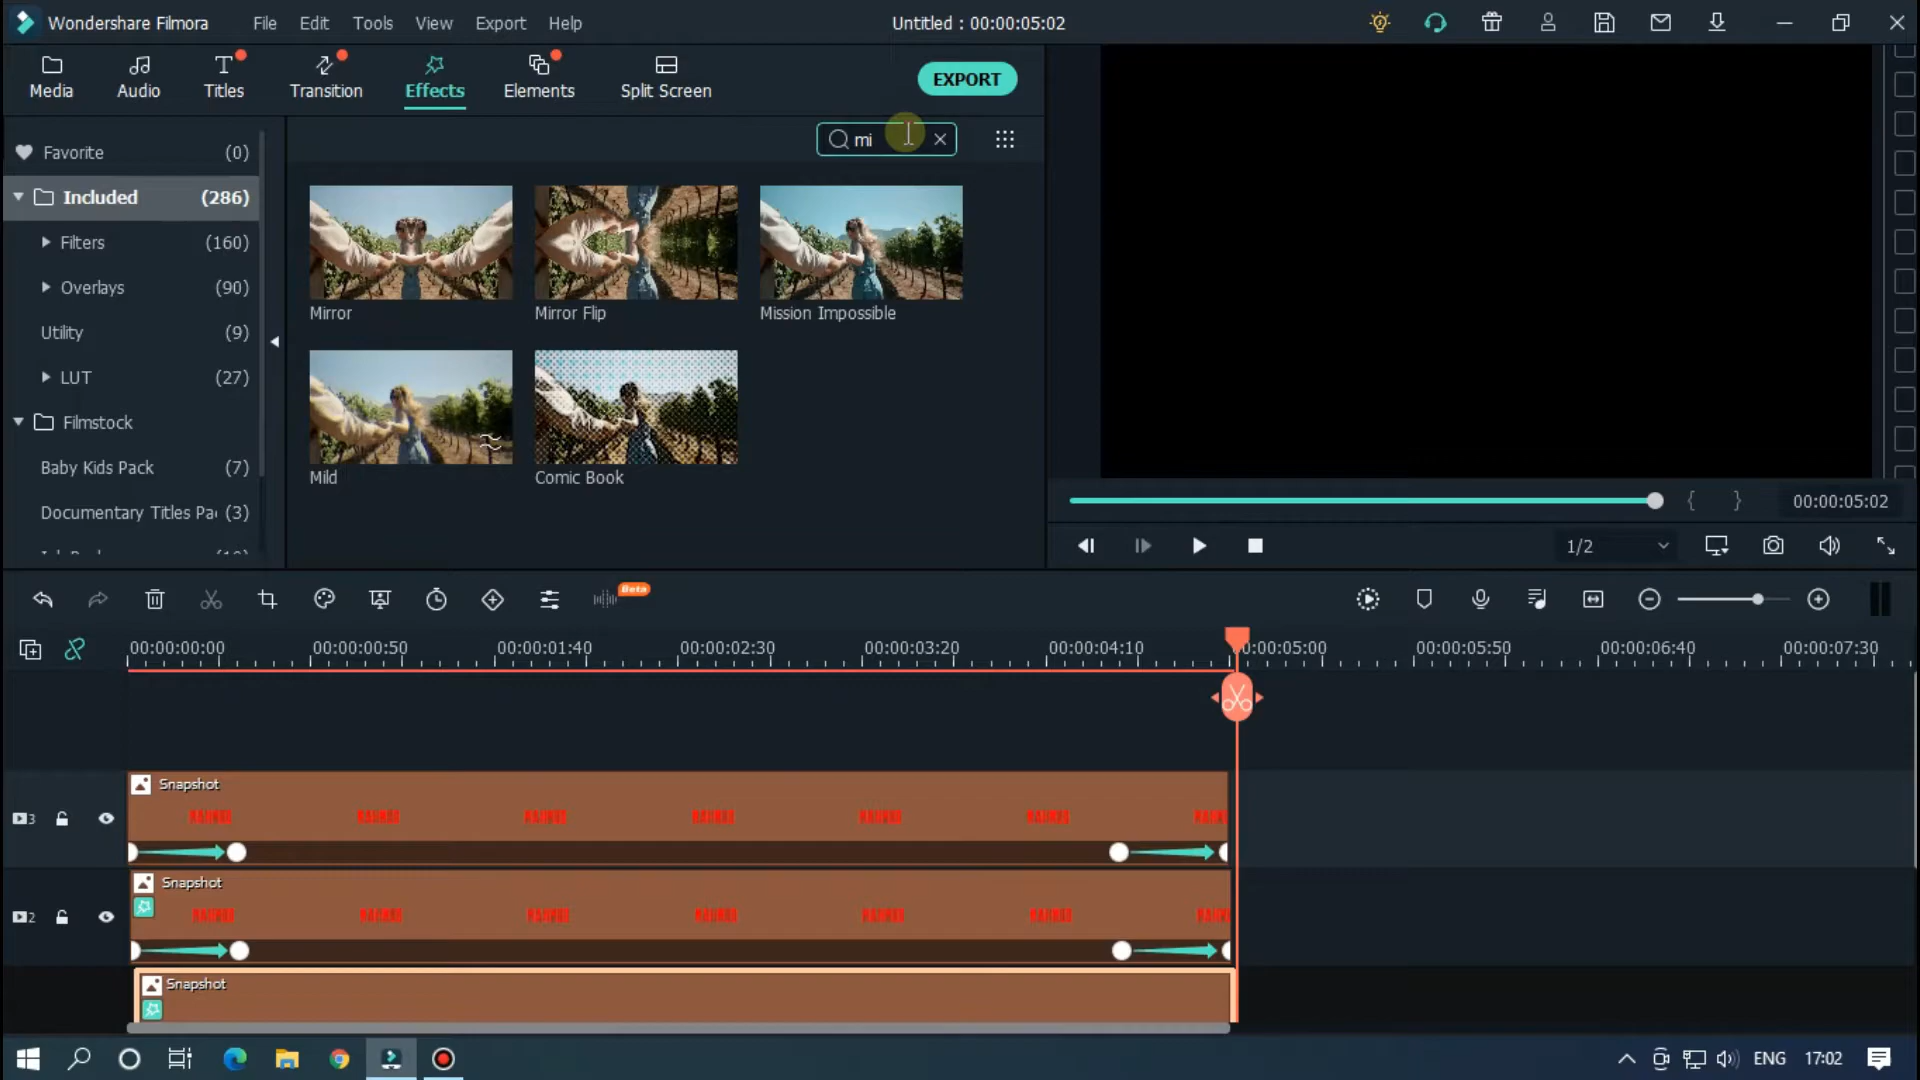 Wondershare Filmora File Edit Tools View Export Help Untitled : 00:00:05:02
Media Audio Titles Transition Effects Elements Split Screen EXPORT
Favorite (0)
mi
Included (286)
Filters (160)
Overlays (90)
Utility (9)
LUT (27)
Filmstock
Baby Kids Pack (7)
Documentary Titles Pa (3)
Mirror Mirror Flip Mission Impossible
Mild Comic Book
00:00:05:02
1/2
Beta
00:00:00:00 00:00:00:50 00:00:01:40 00:00:02:30 00:00:03:20 00:00:04:10 00:00:05:00 00:00:05:50 00:00:06:40 00:00:07:30
Snapshot
3
Snapshot
2
Snapshot
ENG 17:02